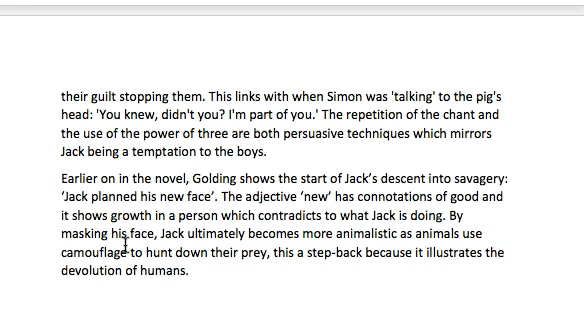 their guilt stopping them. This links with when Simon was 'talking' to the pig's
head: 'You knew, didn't you? I'm part of you.' The repetition of the chant and
the use of the power of three are both persuasive techniques which mirrors
Jack being a temptation to the boys.
Earlier on in the novel, Golding shows the start of Jack’s descent into savagery:
‘Jack planned his new face’. The adjective ‘new’ has connotations of good and
it shows growth in a person which contradicts to what Jack is doing. By
masking his face, Jack ultimately becomes more animalistic as animals use
camouflage to hunt down their prey, this a step-back because it illustrates the
devolution of humans.